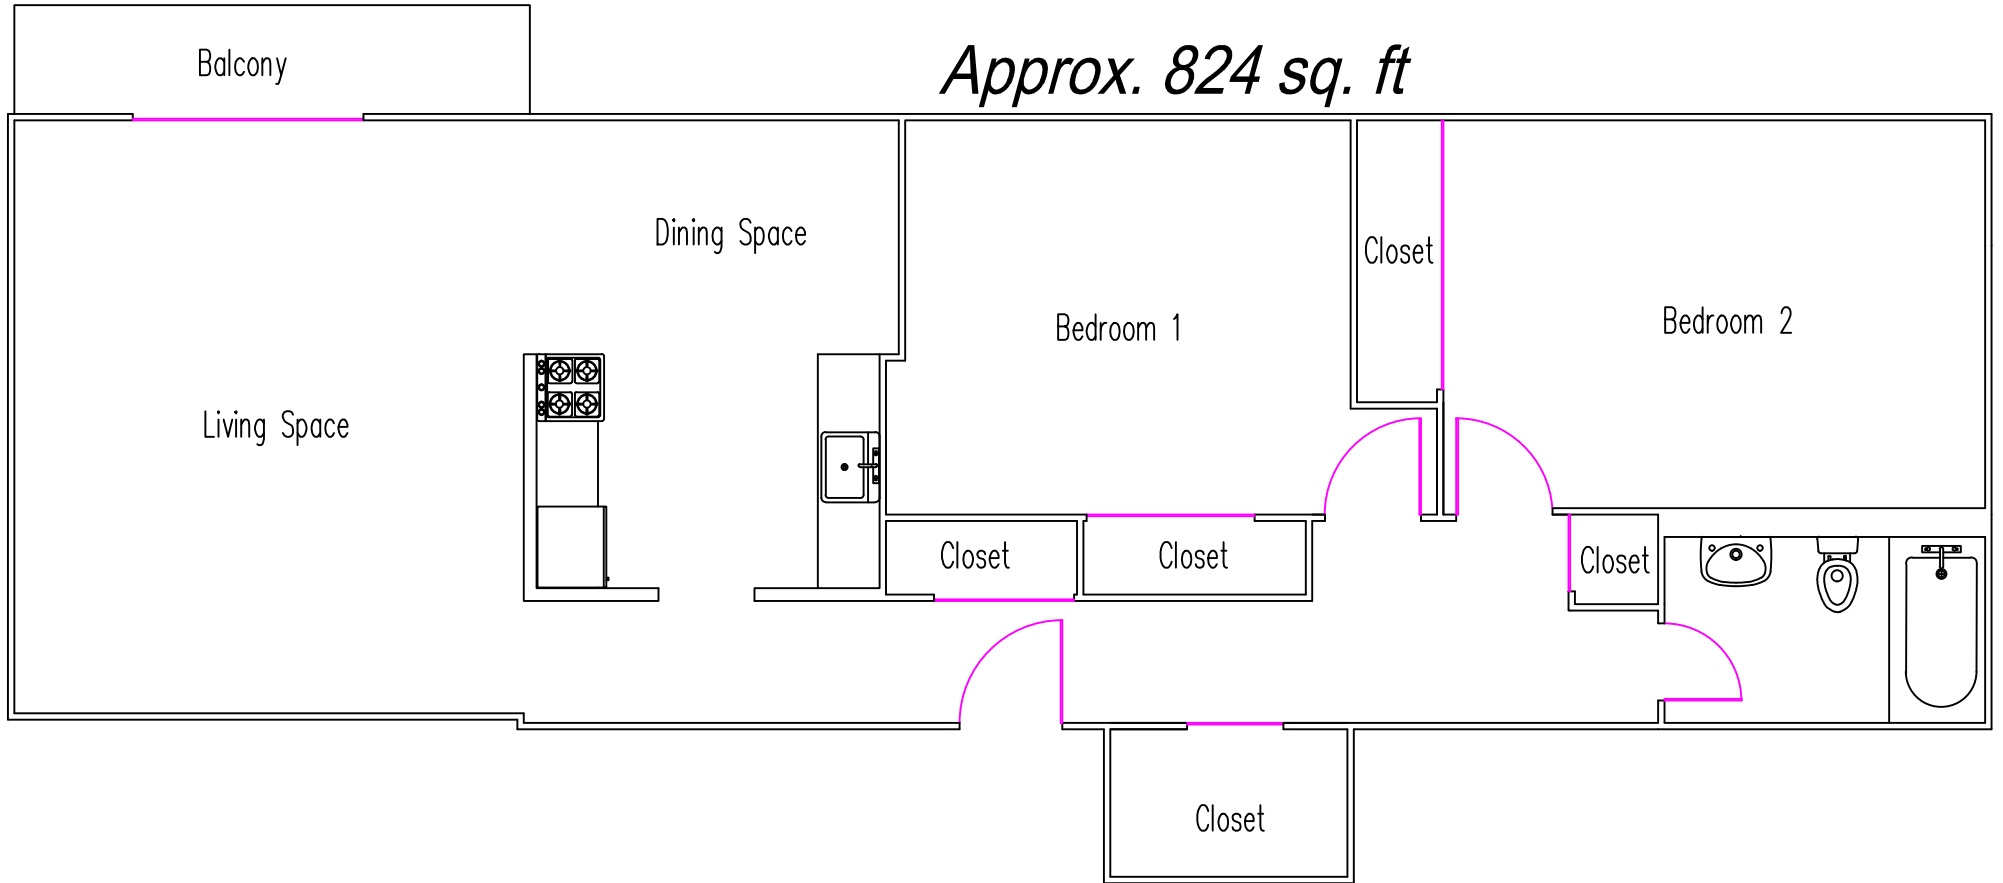 Approx. 824 sq. ft
Balcony
Dining Space
Closet
Bedroom 1
Bedroom 2
Living Space
Closet
Closet
Closet
Closet